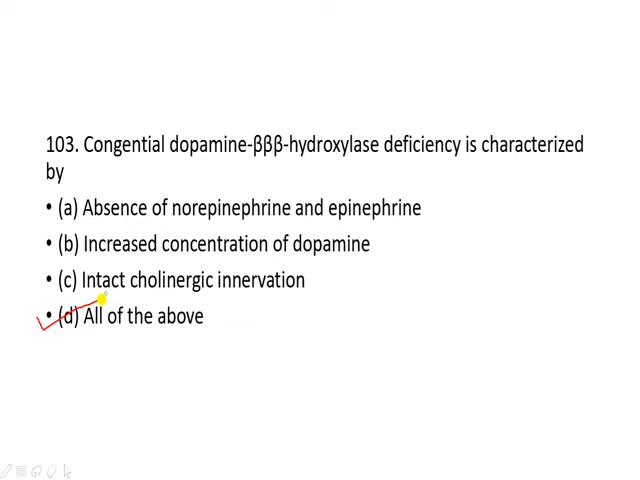 103. Congential dopamine-βββ-hydroxylase deficiency is characterized
by
• (a) Absence of norepinephrine and epinephrine
• (b) Increased concentration of dopamine
• (c) Intact cholinergic innervation
• (d) All of the above